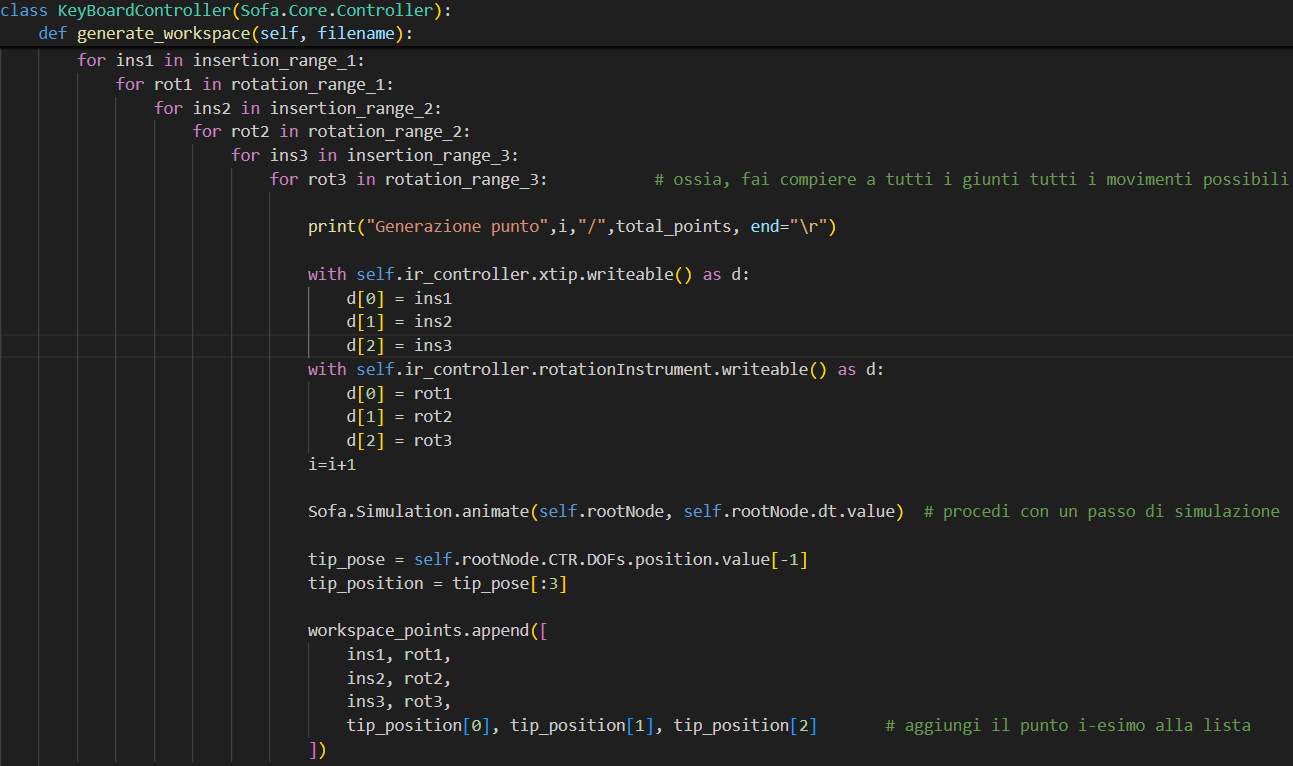 class KeyBoardController(Sofa.Core.Controller):
    def generate_workspace(self, filename):
        for ins1 in insertion_range_1:
            for rot1 in rotation_range_1:
                for ins2 in insertion_range_2:
                    for rot2 in rotation_range_2:
                        for ins3 in insertion_range_3:
                            for rot3 in rotation_range_3:           # ossia, fai compiere a tutti i giunti tutti i movimenti possibili
                                print("Generazione punto",i,"/",total_points, end="\r")
                                with self.ir_controller.xtip.writeable() as d:
                                    d[0] = ins1
                                    d[1] = ins2
                                    d[2] = ins3
                                with self.ir_controller.rotationInstrument.writeable() as d:
                                    d[0] = rot1
                                    d[1] = rot2
                                    d[2] = rot3
                                i=i+1
                                Sofa.Simulation.animate(self.rootNode, self.rootNode.dt.value)  # procedi con un passo di simulazione
                                tip_pose = self.rootNode.CTR.DOFs.position.value[-1]
                                tip_position = tip_pose[:3]
                                workspace_points.append([
                                    ins1, rot1,
                                    ins2, rot2,
                                    ins3, rot3,
                                    tip_position[0], tip_position[1], tip_position[2]       # aggiungi il punto i-esimo alla lista
                                ])